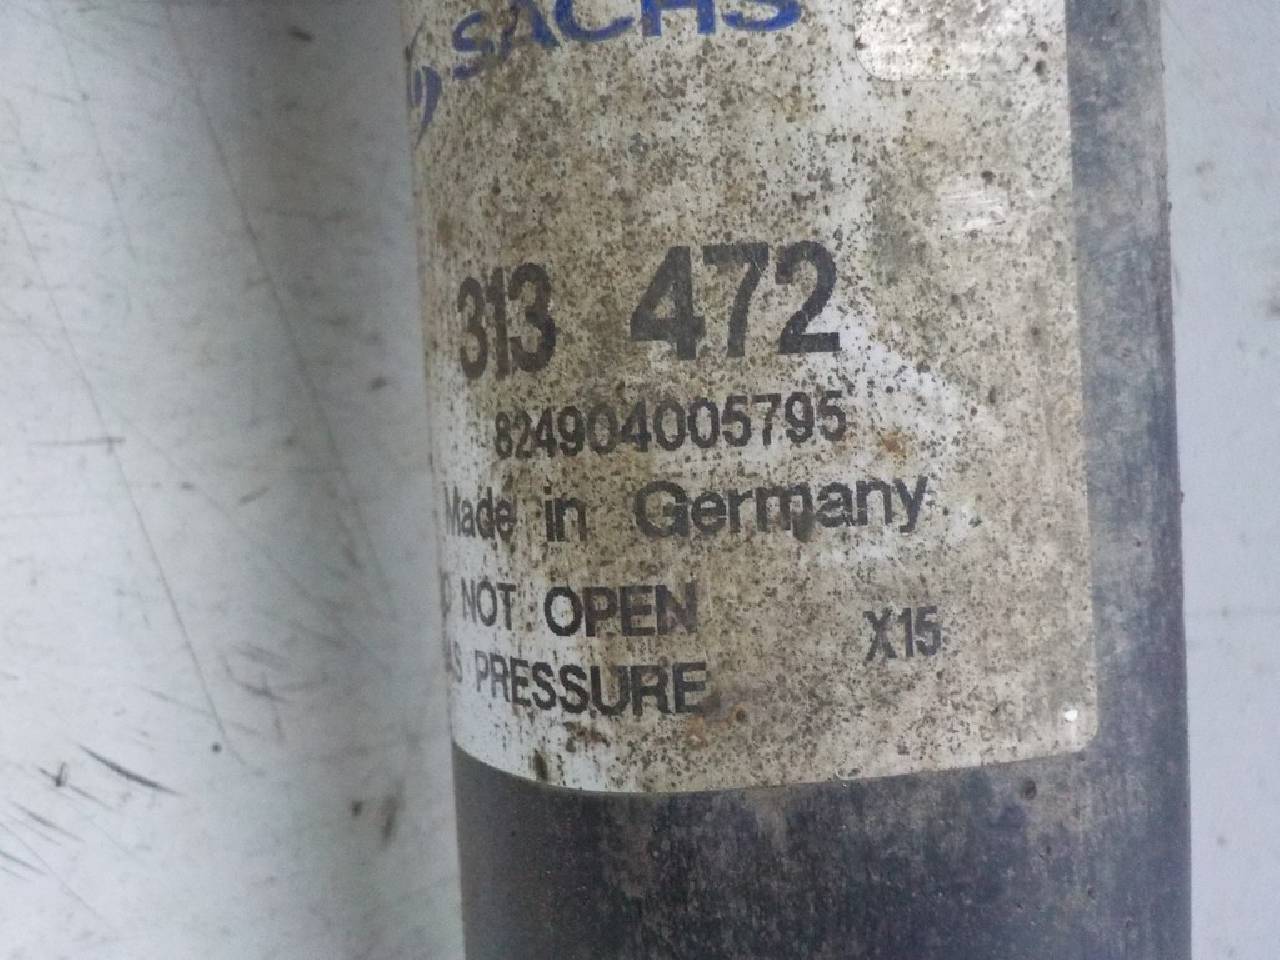 SACHS
313 472
824904005795
Made in Germany
NOT OPEN
X15
PRESSURE